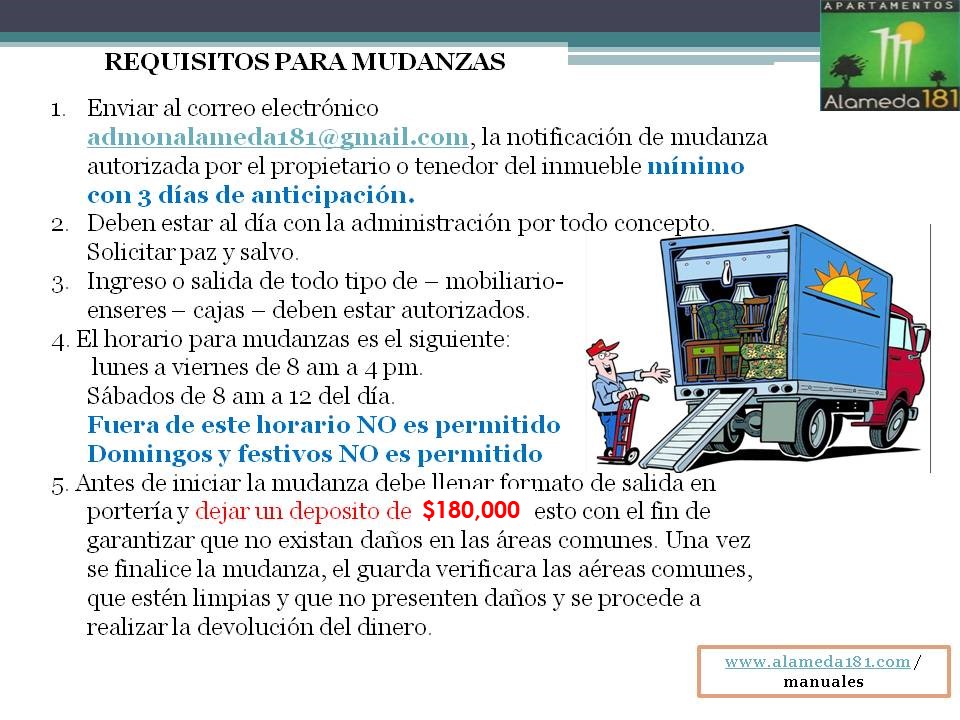 APARTAMENTOS
Alameda 181
REQUISITOS PARA MUDANZAS
1. Enviar al correo electrónico
admonalameda181@gmail.com, la notificación de mudanza
autorizada por el propietario o tenedor del inmueble mínimo
con 3 días de anticipación.
2. Deben estar al día con la administración por todo concepto.
Solicitar paz y salvo.
3. Ingreso o salida de todo tipo de – mobiliario-
enseres – cajas – deben estar autorizados.
4. El horario para mudanzas es el siguiente:
lunes a viernes de 8 am a 4 pm.
Sábados de 8 am a 12 del día.
Fuera de este horario NO es permitido
Domingos y festivos NO es permitido
5. Antes de iniciar la mudanza debe llenar formato de salida en
portería y dejar un deposito de $180,000 esto con el fin de
garantizar que no existan daños en las áreas comunes. Una vez
se finalice la mudanza, el guarda verificara las aéreas comunes,
que estén limpias y que no presenten daños y se procede a
realizar la devolución del dinero.
www.alameda181.com /
manuales